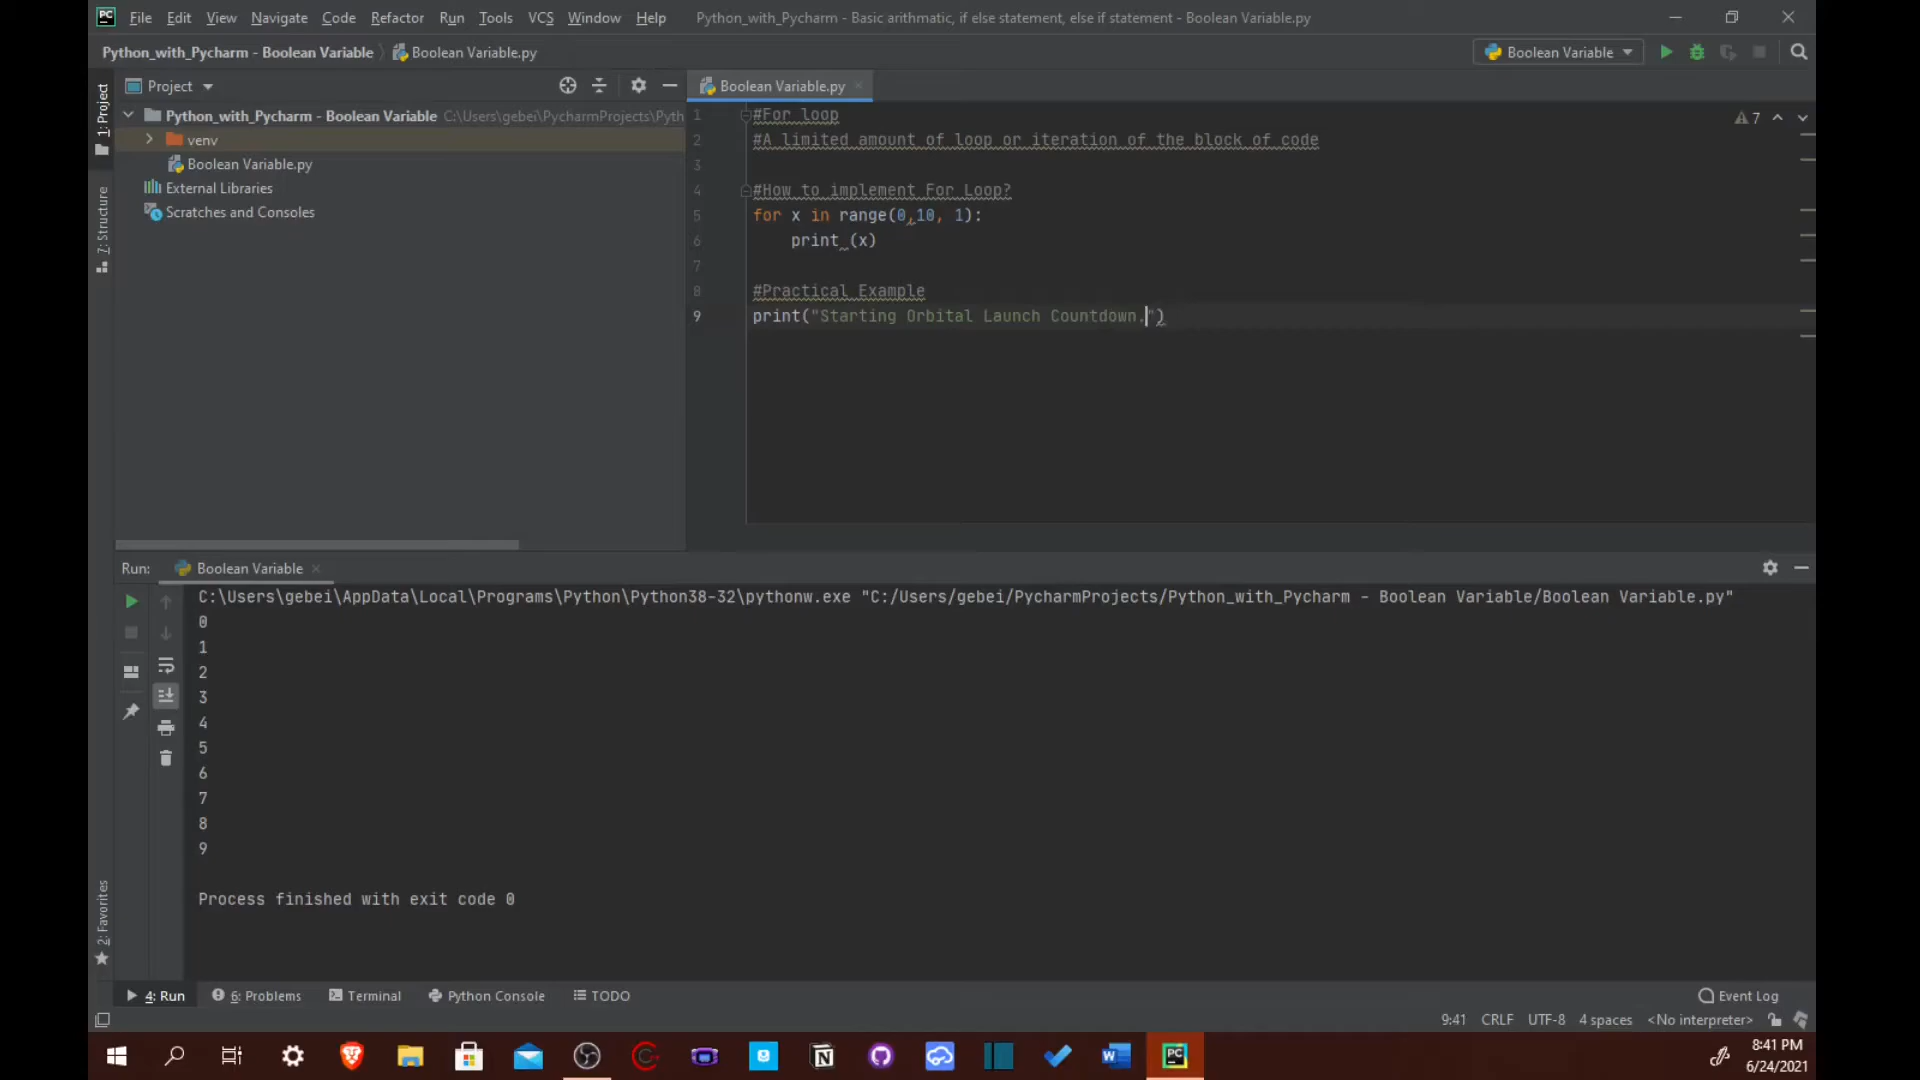 File Edit View Navigate Code Refactor Run Tools VCS Window Help Python_with_Pycharm - Basic arithmatic, if else statement, else if statement - Boolean Variable.py
Python_with_Pycharm - Boolean Variable Boolean Variable.py Boolean Variable
Project Boolean Variable.py
1: Project
7: Structure
2: Favorites
Python_with_Pycharm - Boolean Variable C:\Users\gebei\PycharmProjects\Pyth
venv
Boolean Variable.py
External Libraries
Scratches and Consoles
1 #For loop
2 #A limited amount of loop or iteration of the block of code
3
4 #How to implement For Loop?
5 for x in range(0,10, 1):
6 print (x)
7
8 #Practical Example
9 print("Starting Orbital Launch Countdown.")
7
Run: Boolean Variable
C:\Users\gebei\AppData\Local\Programs\Python\Python38-32\pythonw.exe "C:/Users/gebei/PycharmProjects/Python_with_Pycharm - Boolean Variable/Boolean Variable.py"
0
1
2
3
4
5
6
7
8
9
Process finished with exit code 0
4: Run 6: Problems Terminal Python Console TODO Event Log
9:41 CRLF UTF-8 4 spaces <No interpreter>
8:41 PM
6/24/2021